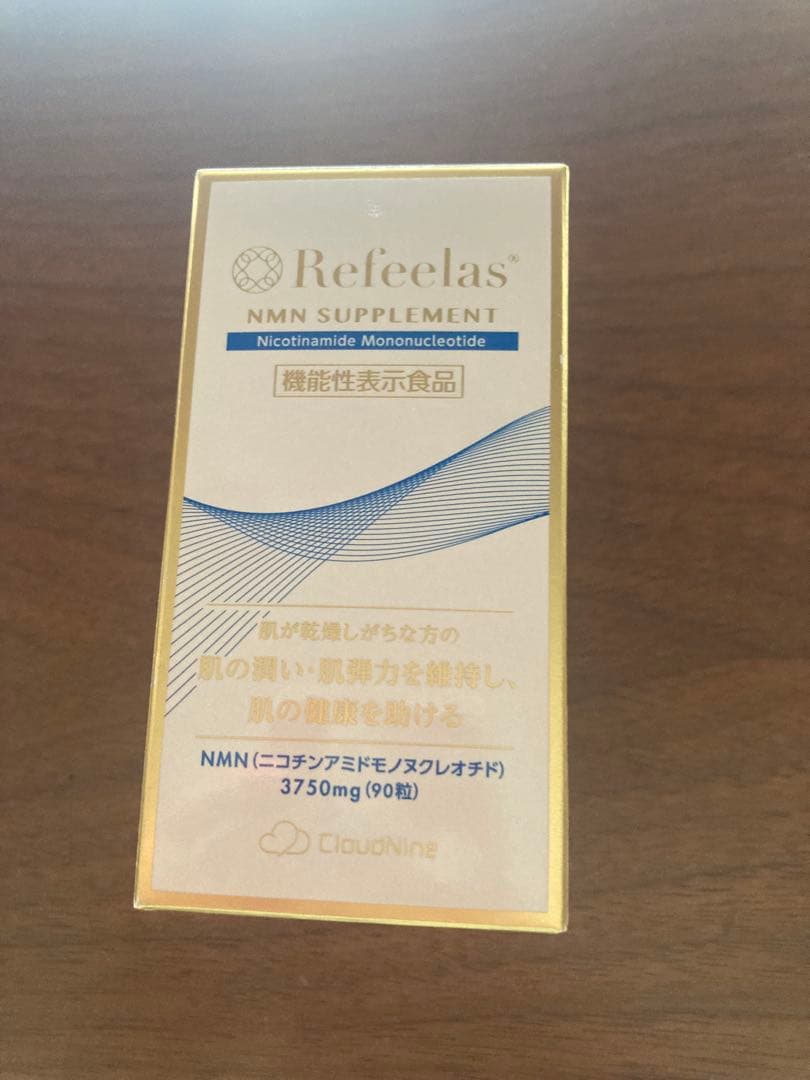 Refeelas®
NMN SUPPLEMENT
Nicotinamide Mononucleotide
機能性表示食品
肌が乾燥しがちな方の
肌の潤い・肌弾力を維持し、
肌の健康を助ける
NMN(ニコチンアミドモノヌクレオチド)
3750mg(90粒)
CloudNine